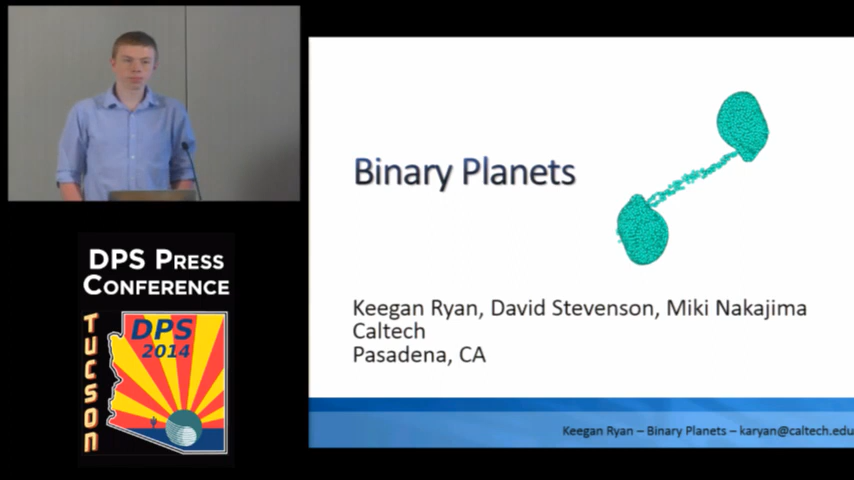 Binary Planets
Keegan Ryan, David Stevenson, Miki Nakajima
Caltech
Pasadena, CA
Keegan Ryan – Binary Planets – karyan@caltech.edu
DPS PRESS
CONFERENCE
TUCSON
DPS
2014